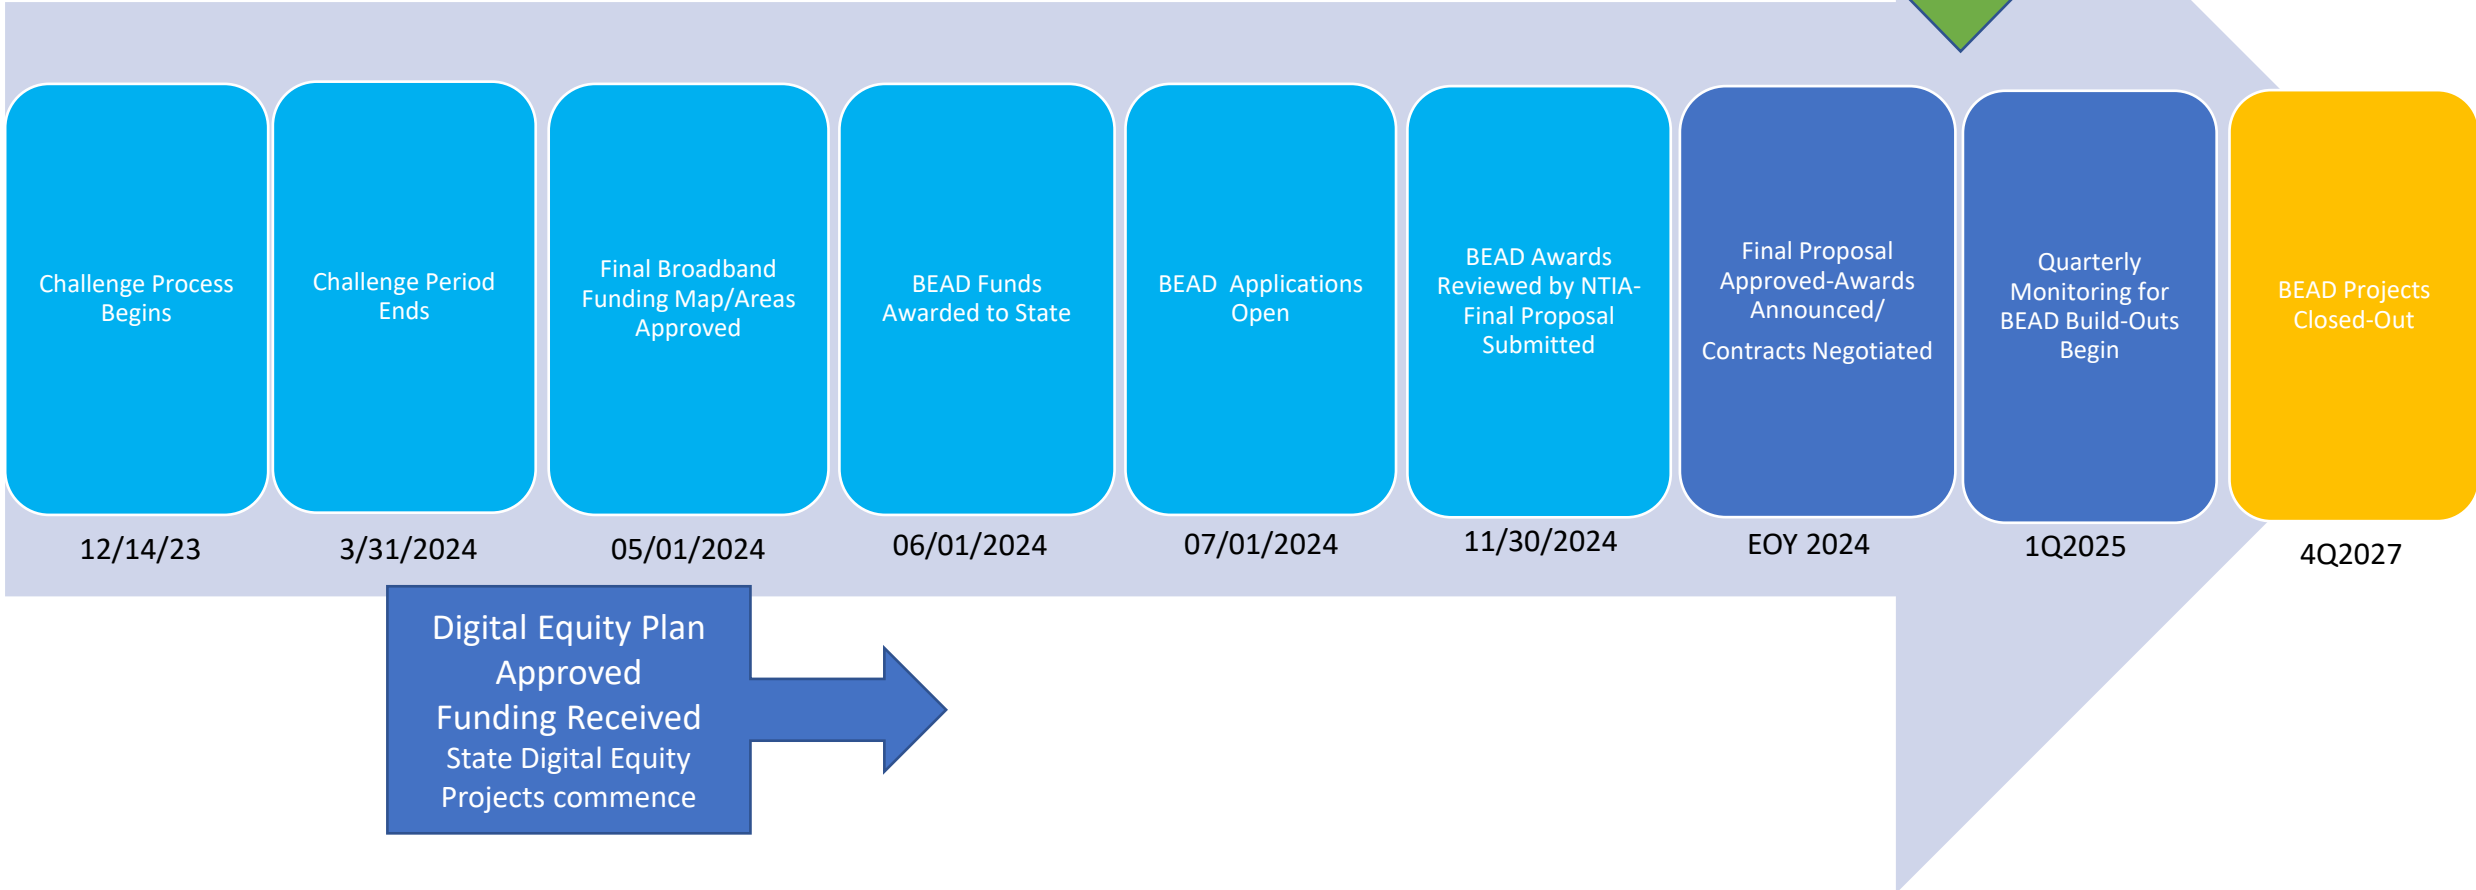 Challenge Process
Begins
Challenge Period
Ends
Final Broadband
Funding Map/Areas
Approved
BEAD Funds
Awarded to State
BEAD Applications
Open
BEAD Awards
Reviewed by NTIA-
Final Proposal
Submitted
Final Proposal
Approved-Awards
Announced/
Contracts Negotiated
Quarterly
Monitoring for
BEAD Build-Outs
Begin
BEAD Projects
Closed-Out
12/14/23
3/31/2024
05/01/2024
06/01/2024
07/01/2024
11/30/2024
EOY 2024
1Q2025
4Q2027
Digital Equity Plan
Approved
Funding Received
State Digital Equity
Projects commence